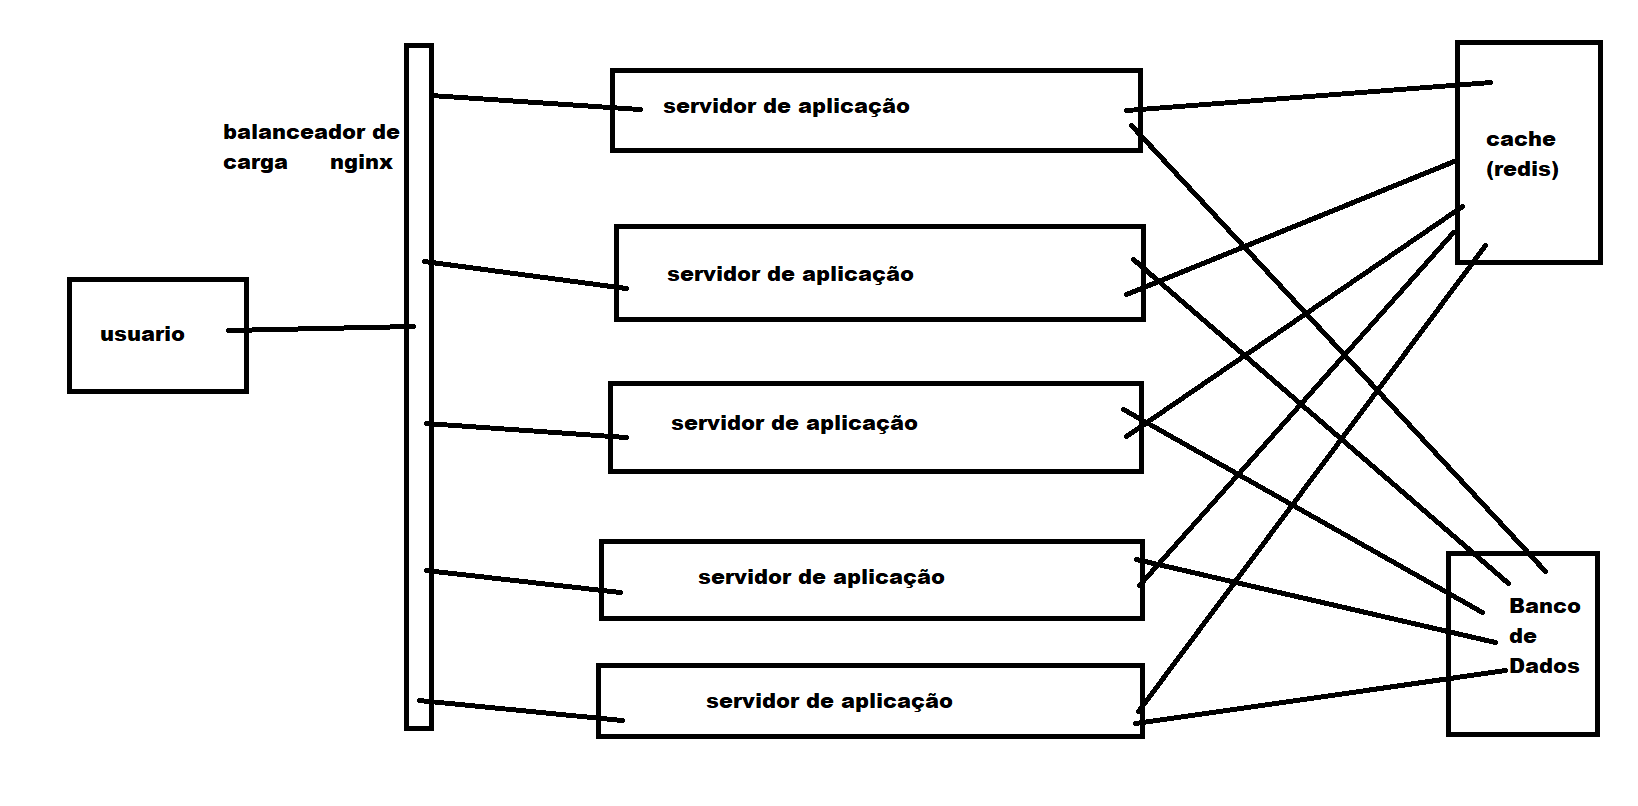 balanceador de
carga nginx
usuario
servidor de aplicação
servidor de aplicação
servidor de aplicação
servidor de aplicação
servidor de aplicação
cache
(redis)
Banco
de
Dados